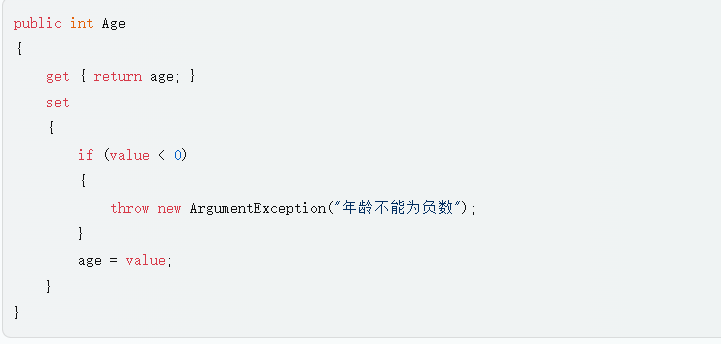 public int Age
{
    get { return age; }
    set
    {
        if (value < 0)
        {
            throw new ArgumentException("年龄不能为负数");
        }
        age = value;
    }
}